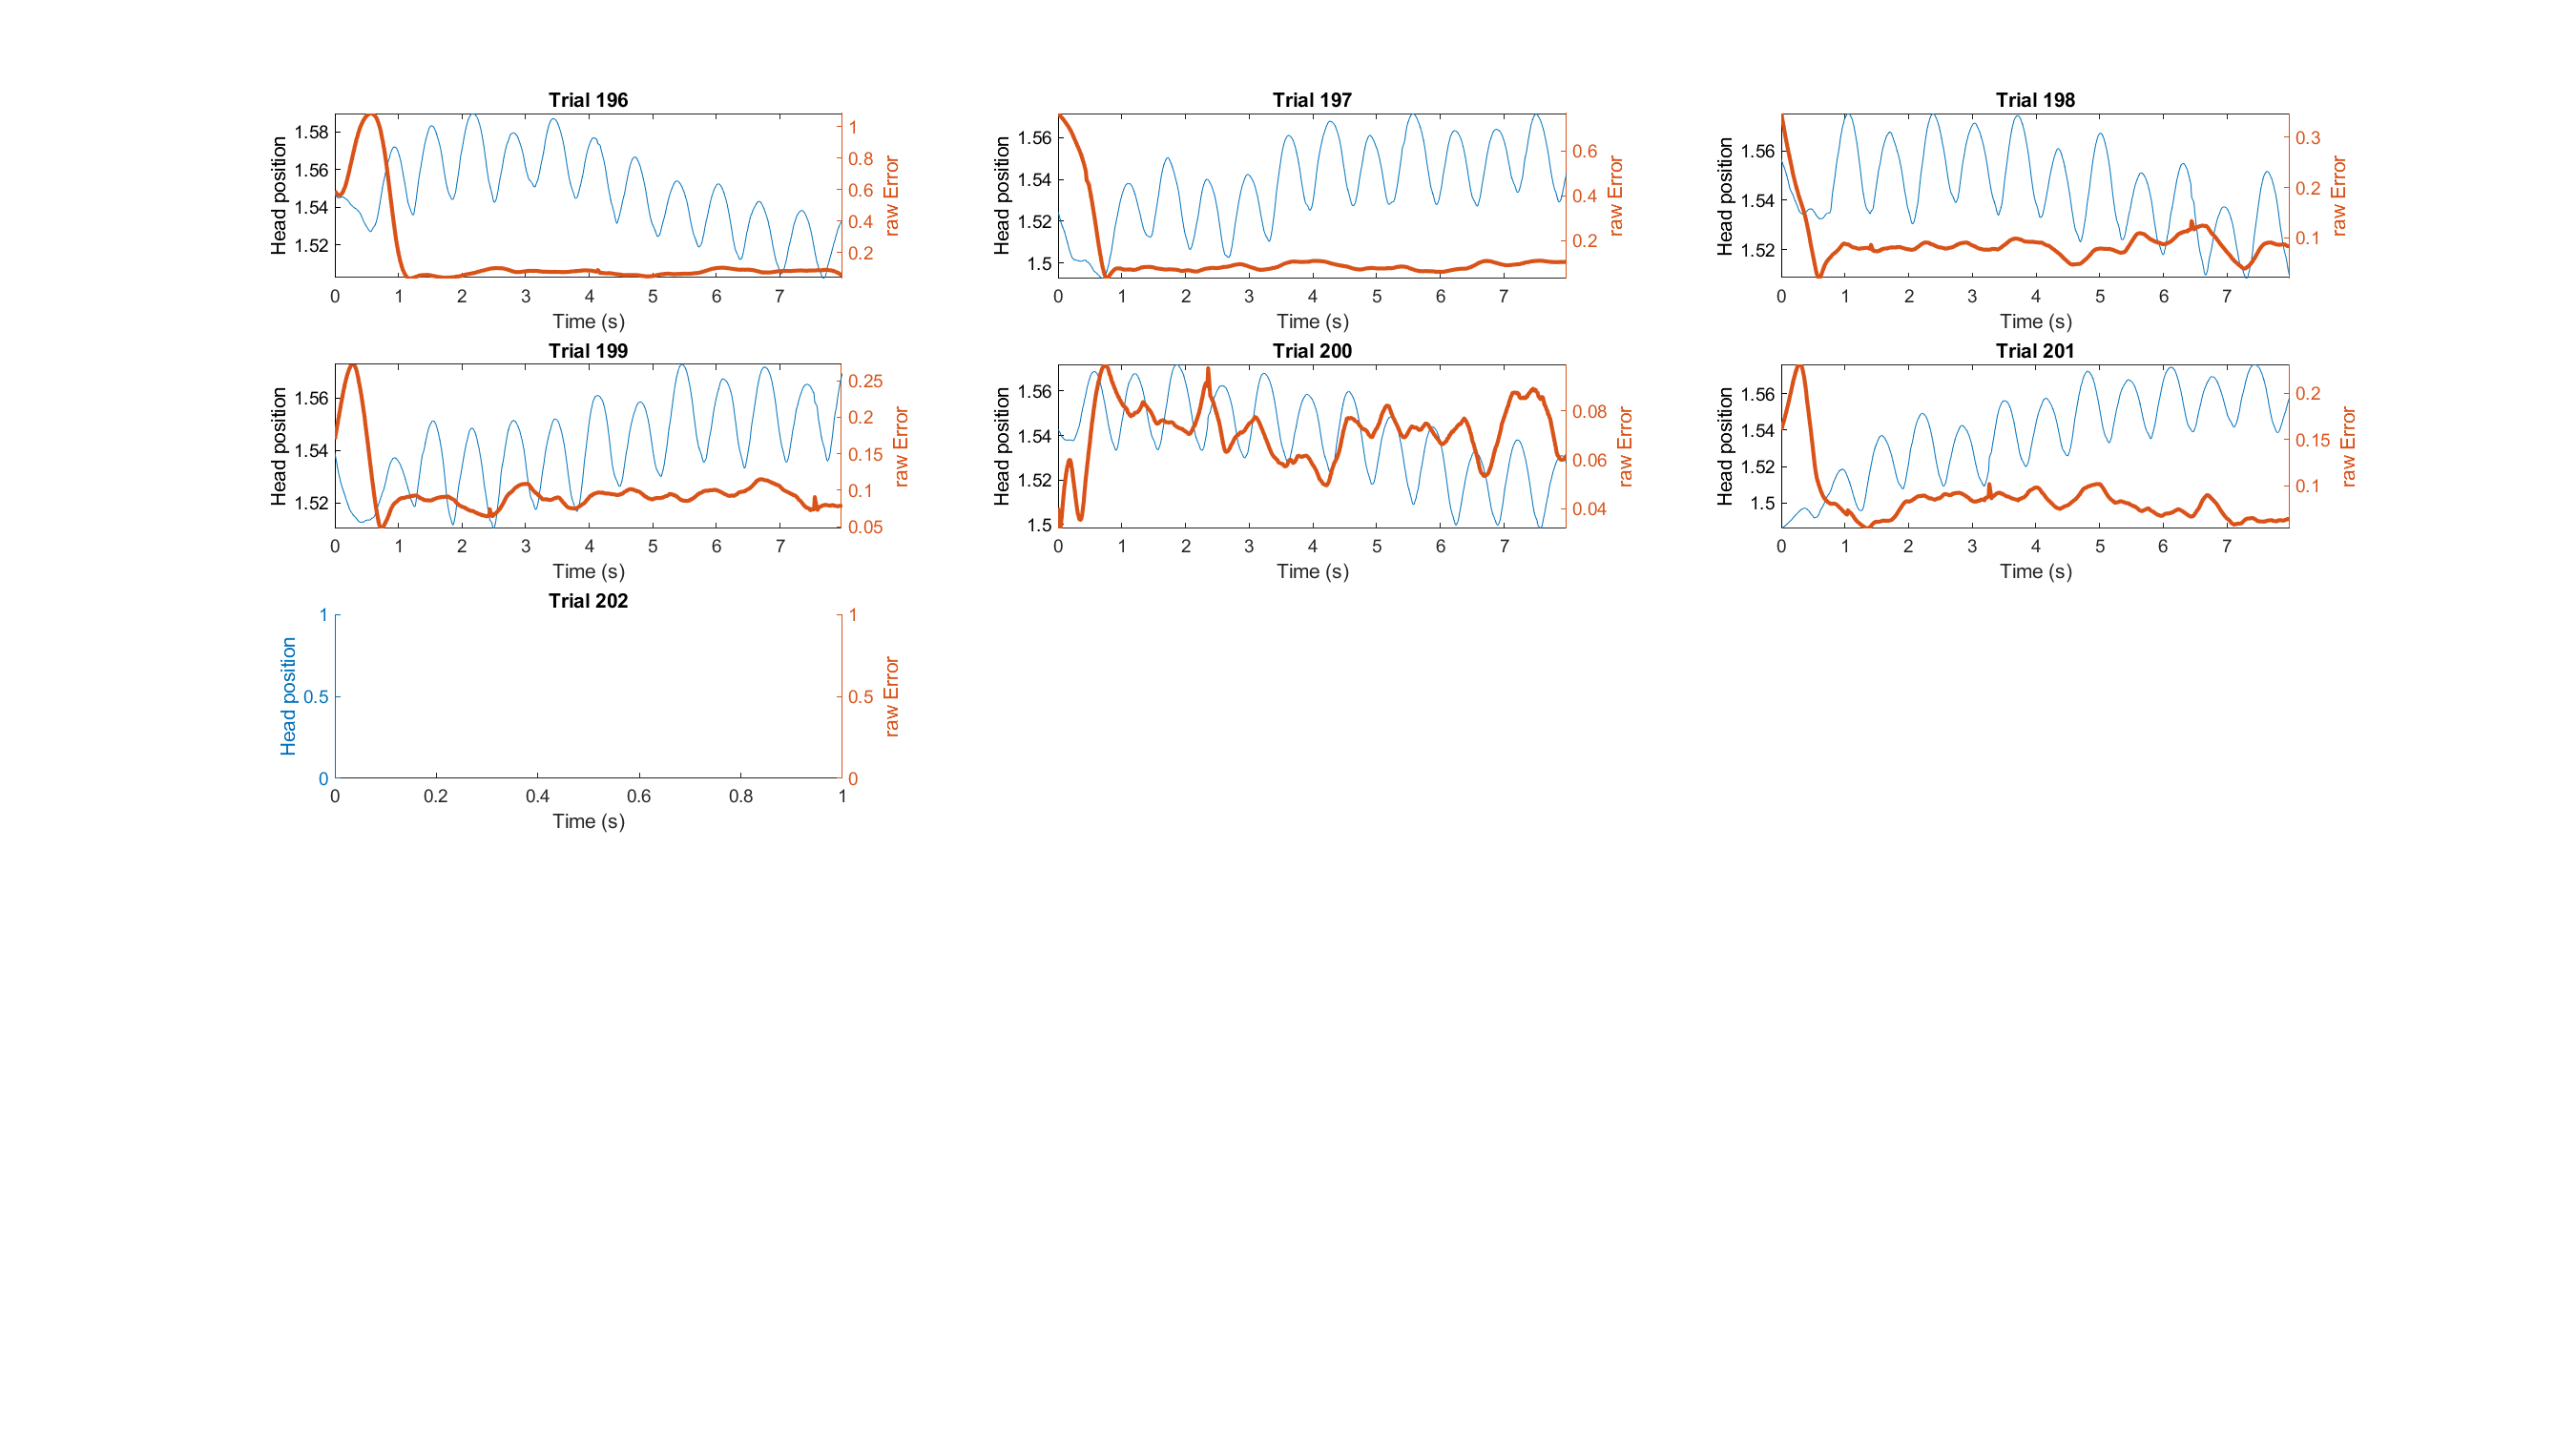 Trial 196
Head position
1.58
1.56
1.54
1.52
1
0.8
0.6
0.4
0.2
raw Error
0 1 2 3 4 5 6 7
Time (s)
Trial 197
Head position
1.56
1.54
1.52
1.5
0.6
0.4
0.2
raw Error
0 1 2 3 4 5 6 7
Time (s)
Trial 198
Head position
1.56
1.54
1.52
0.3
0.2
0.1
raw Error
0 1 2 3 4 5 6 7
Time (s)
Trial 199
Head position
1.56
1.54
1.52
0.25
0.2
0.15
0.1
0.05
raw Error
0 1 2 3 4 5 6 7
Time (s)
Trial 200
Head position
1.56
1.54
1.52
1.5
0.08
0.06
0.04
raw Error
0 1 2 3 4 5 6 7
Time (s)
Trial 201
Head position
1.56
1.54
1.52
1.5
0.2
0.15
0.1
raw Error
0 1 2 3 4 5 6 7
Time (s)
Trial 202
Head position
1
0.5
0
1
0.5
0
raw Error
0 0.2 0.4 0.6 0.8 1
Time (s)